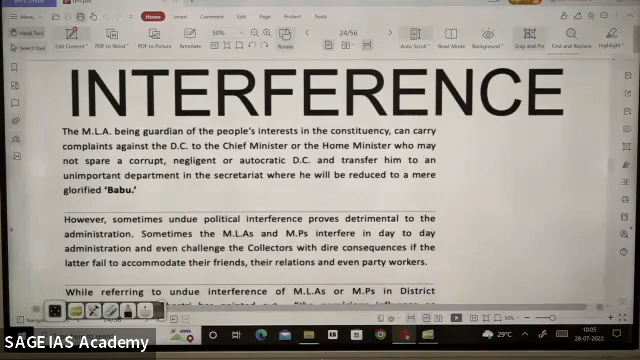 Menu
Home
Insert
Comment
Edit
Page
Protect
Tools
Hand Tool
Select Tool
Edit Content
PDF to Word
PDF to Picture
Annotate
50%
Rotate
24/56
Auto Scroll
Read Mode
Background
Snip and Pin
Find and Replace
Highlight
INTERFERENCE
The M.L.A. being guardian of the people's interests in the constituency, can carry
complaints against the D.C. to the Chief Minister or the Home Minister who may
not spare a corrupt, negligent or autocratic D.C. and transfer him to an
unimportant department in the secretariat where he will be reduced to a mere
glorified 'Babu.'
However, sometimes undue political interference proves detrimental to the
administration. Sometimes the M.L.As and M.Ps interfere in day to day
administration and even challenge the Collectors with dire consequences if the
latter fail to accommodate their friends, their relations and even party workers.
While referring to undue interference of M.L.As or M.Ps in District
24/56
50%
29°C
10:05
28-07-2022
SAGE IAS Academy